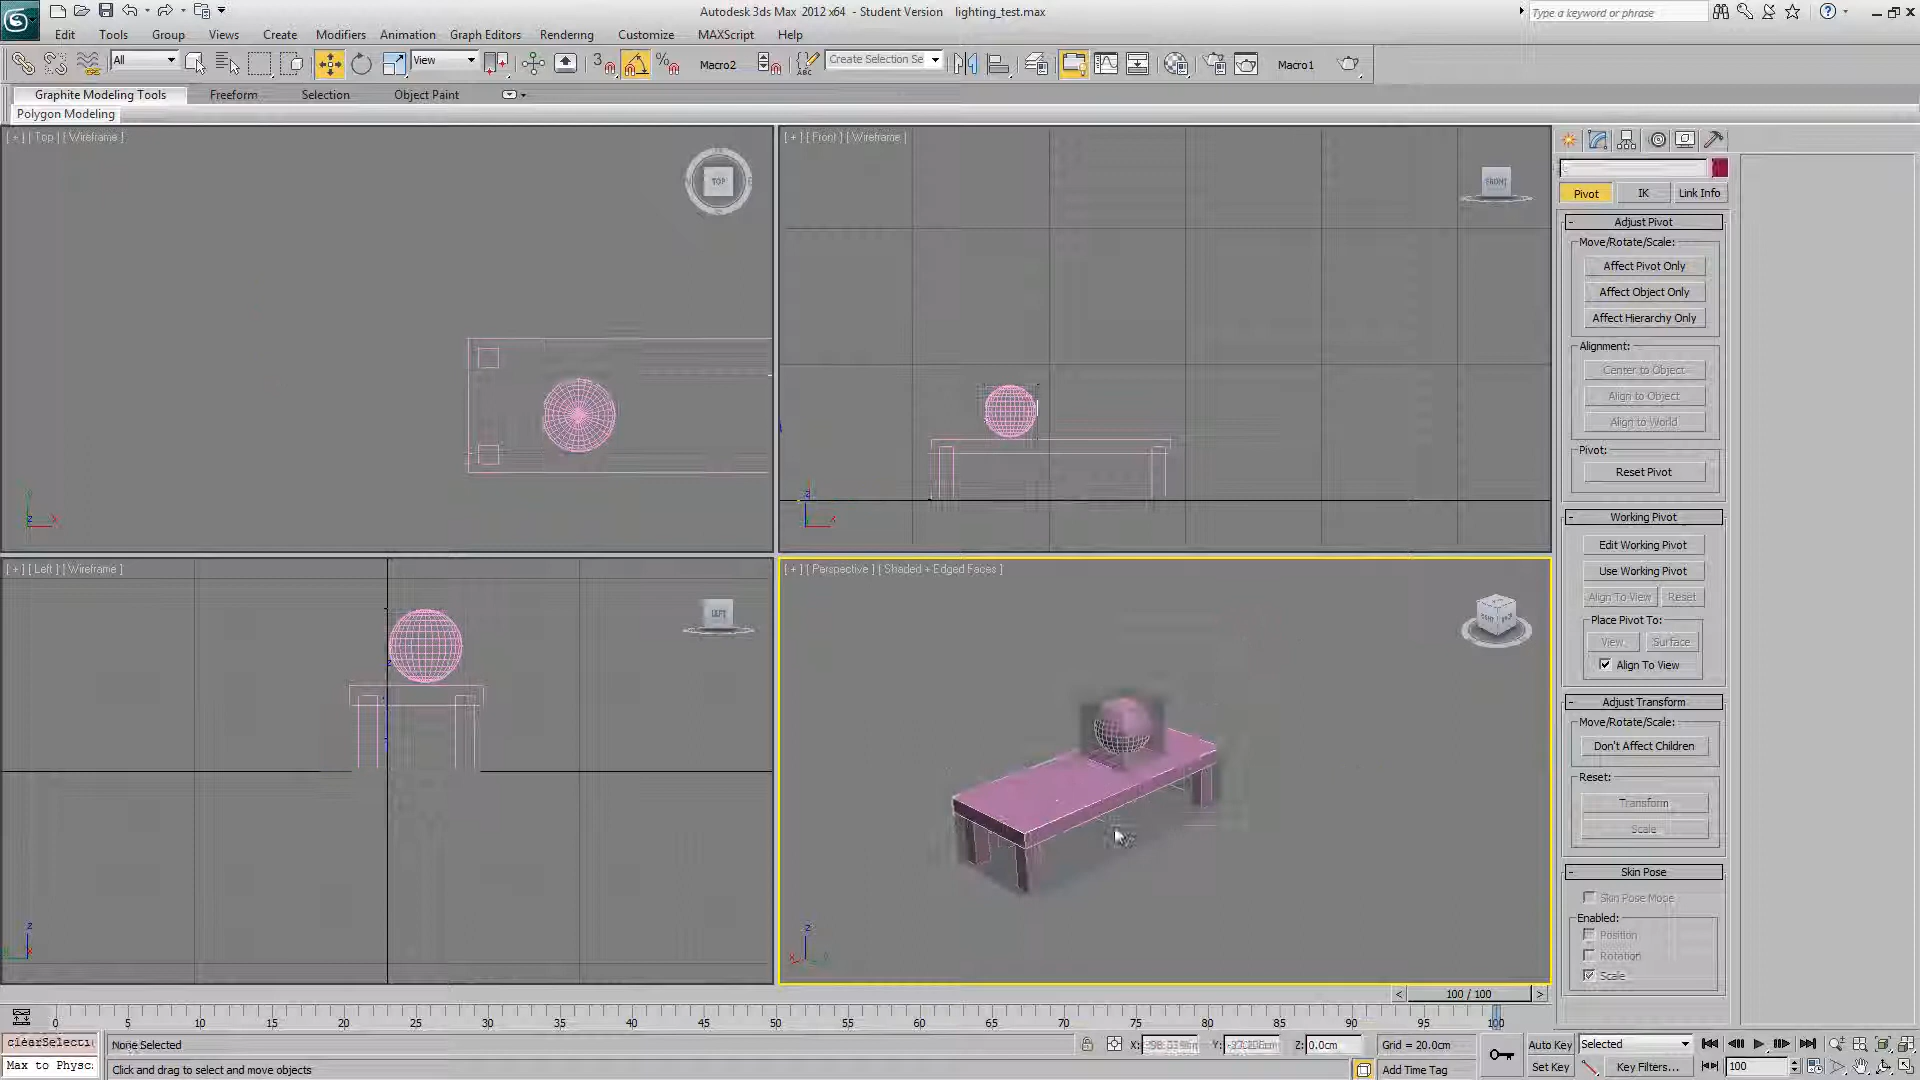 Autodesk 3ds Max 2012 x64 - Student Version lighting_test.max
Type a keyword or phrase
Edit Tools Group Views Create Modifiers Animation Graph Editors Rendering Customize MAXScript Help
All View 3 Macro2 ABC Create Selection Se Macro1
Graphite Modeling Tools Freeform Selection Object Paint
Polygon Modeling
[ + ] [ Top ] [ Wireframe ]
TOP
[ + ] [ Front ] [ Wireframe ]
FRONT
[ + ] [ Left ] [ Wireframe ]
LEFT
[ + ] [ Perspective ] [ Shaded + Edged Faces ]
Pivot IK Link Info
- Adjust Pivot
Move/Rotate/Scale:
Affect Pivot Only
Affect Object Only
Affect Hierarchy Only
Alignment:
Center to Object
Align to Object
Align to World
Pivot:
Reset Pivot
- Working Pivot
Edit Working Pivot
Use Working Pivot
Align To View Reset
Place Pivot To:
View Surface
Align To View
- Adjust Transform
Move/Rotate/Scale:
Don't Affect Children
Reset:
Transform
Scale
- Skin Pose
Skin Pose Mode
Enabled:
Position
Rotation
Scale
< 100 / 100 >
0 5 10 15 20 25 30 35 40 45 50 55 60 65 70 75 80 85 90 95 100
clearSelecti None Selected X: Y: Z: 0.0cm Grid = 20.0cm Auto Key Selected
Max to Physc: Click and drag to select and move objects Add Time Tag Set Key Key Filters... 100